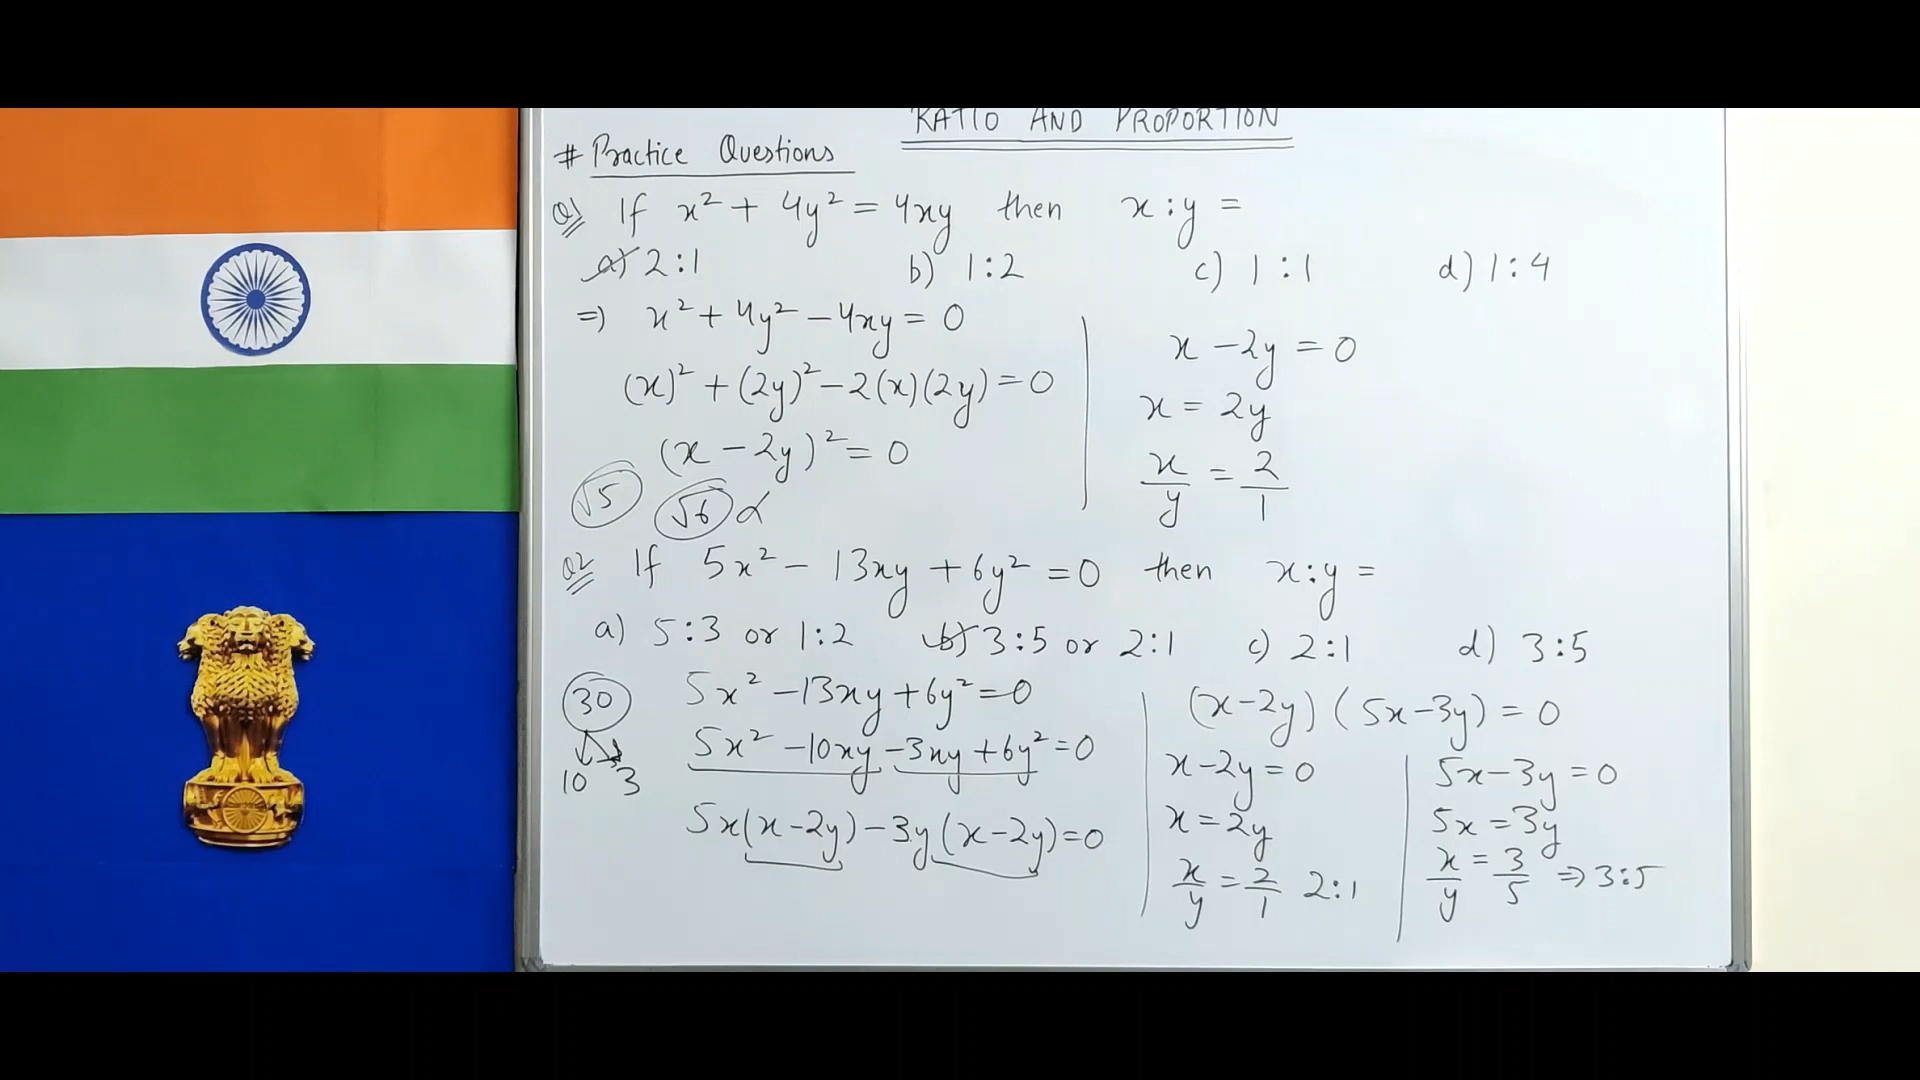 RATIO AND PROPORTION
# Practice Questions
Q1 If x² + 4y² = 4xy then x:y =
a) 2:1 b) 1:2 c) 1:1 d) 1:4
=) x² + 4y² - 4xy = 0
(x)² + (2y)² - 2(x)(2y) = 0
(x - 2y)² = 0
x - 2y = 0
x = 2y
x/y = 2/1
√5 √6
Q2 If 5x² - 13xy + 6y² = 0 then x:y =
a) 5:3 or 1:2 b) 3:5 or 2:1 c) 2:1 d) 3:5
30
10 3
5x² - 13xy + 6y² = 0
5x² - 10xy - 3xy + 6y² = 0
5x(x-2y) - 3y(x-2y) = 0
(x-2y)(5x-3y) = 0
x-2y = 0
x = 2y
x/y = 2/1 2:1
5x-3y = 0
5x = 3y
x/y = 3/5 => 3:5